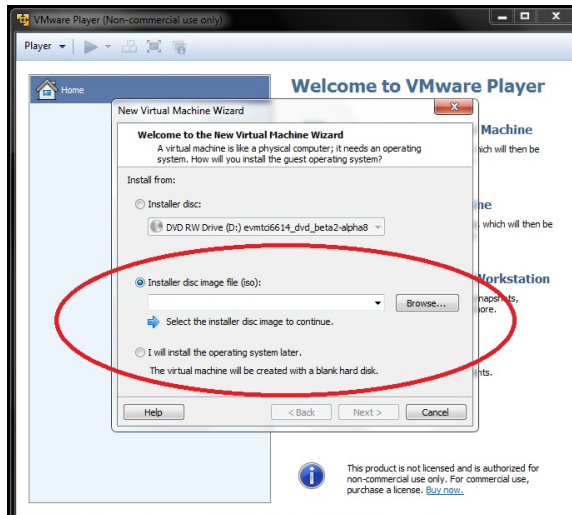 VMware Player (Non-commercial use only)
Player
Home
Welcome to VMware Player
New Virtual Machine Wizard
Machine
Welcome to the New Virtual Machine Wizard
A virtual machine is like a physical computer; it needs an operating
system. How will you install the guest operating system?
which will then be
Install from:
Installer disc:
DVD RW Drive (D:) evmtci6614_dvd_beta2-alpha8
, which will then be
Installer disc image file (iso):
Workstation
Browse...
Select the installer disc image to continue.
I will install the operating system later.
The virtual machine will be created with a blank hard disk.
Help
< Back
Next >
Cancel
This product is not licensed and is authorized for
non-commercial use only. For commercial use,
purchase a license. Buy now.